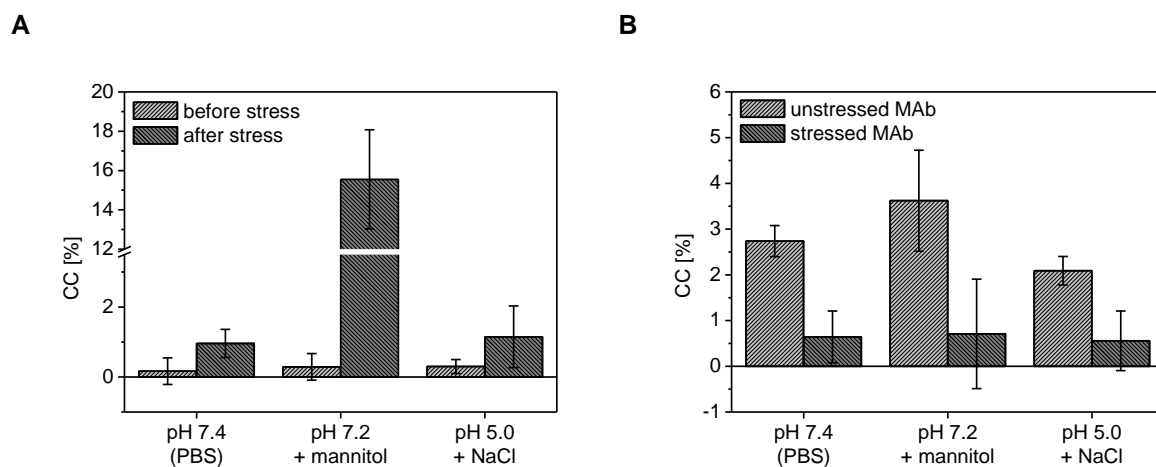 A
CC [%]
20
18
16
14
12
2
1
0
before stress
after stress
pH 7.4
(PBS)
pH 7.2
+ mannitol
pH 5.0
+ NaCl
B
CC [%]
6
5
4
3
2
1
0
-1
unstressed MAb
stressed MAb
pH 7.4
(PBS)
pH 7.2
+ mannitol
pH 5.0
+ NaCl